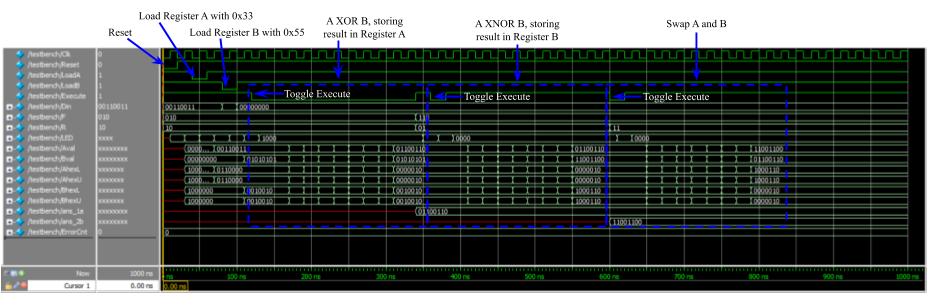 Load Register A with 0x33
A XOR B, storing
result in Register A
A XNOR B, storing
result in Register B
Swap A and B
Reset
Load Register B with 0x55
/testbench/Clk 0
/testbench/Reset 0
/testbench/LoadA 1
/testbench/LoadB 1
/testbench/Execute 1
Toggle Execute
Toggle Execute
Toggle Execute
/testbench/Din 00110011 00110011 00000000
/testbench/F 010 010 110
/testbench/R 10 10 01 11
/testbench/LED xxxx 1000 0000 0000
/testbench/Aval xxxxxxxx 0000... 00110011 01100110 01100110 11001100
/testbench/Bval xxxxxxxx 00000000 01010101 01010101 11001100 01100110
/testbench/AhexL xxxxxxx 1000... 0110000 0000010 0000010 1000110
/testbench/AhexU xxxxxxx 1000... 0110000 0000010 0000010 1000110
/testbench/BhexL xxxxxxx 1000000 0010010 0010010 1000110 0000010
/testbench/BhexU xxxxxxx 1000000 0010010 0010010 1000110 0000010
/testbench/ans_1a xxxxxxxx 01100110
/testbench/ans_2b xxxxxxxx 11001100
/testbench/ErrorCnt 0 0
Now 1000 ns ns 100 ns 200 ns 300 ns 400 ns 500 ns 600 ns 700 ns 800 ns 900 ns 1000 ns
Cursor 1 0.00 ns 0.00 ns